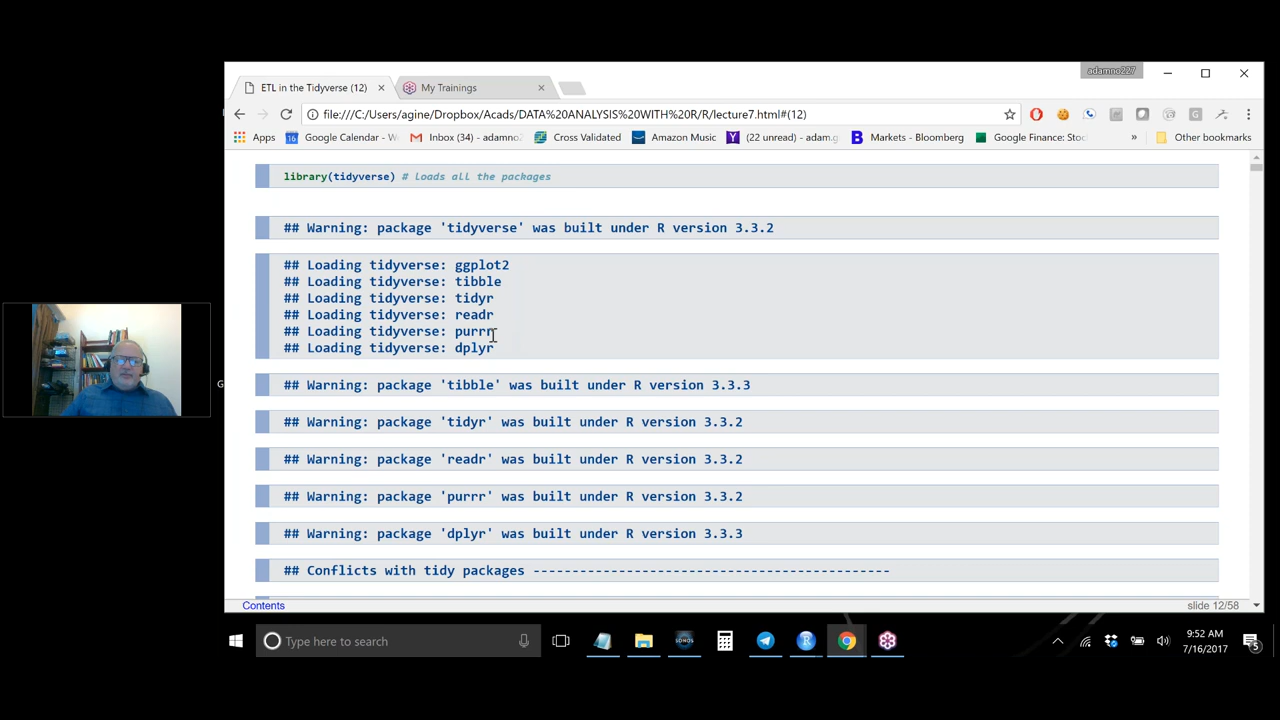 adamno227
ETL in the Tidyverse (12)
My Trainings
file:///C:/Users/agine/Dropbox/Acads/DATA%20ANALYSIS%20WITH%20R/R/lecture7.html#(12)
Apps
Google Calendar - W
Inbox (34) - adamno
Cross Validated
Amazon Music
(22 unread) - adam.g
Markets - Bloomberg
Google Finance: Stoc
»
Other bookmarks
library(tidyverse) # loads all the packages
## Warning: package 'tidyverse' was built under R version 3.3.2
## Loading tidyverse: ggplot2
## Loading tidyverse: tibble
## Loading tidyverse: tidyr
## Loading tidyverse: readr
## Loading tidyverse: purrr
## Loading tidyverse: dplyr
## Warning: package 'tibble' was built under R version 3.3.3
## Warning: package 'tidyr' was built under R version 3.3.2
## Warning: package 'readr' was built under R version 3.3.2
## Warning: package 'purrr' was built under R version 3.3.2
## Warning: package 'dplyr' was built under R version 3.3.3
## Conflicts with tidy packages ----------------------------------------------
Contents
slide 12/58
G
Type here to search
SONOS
R
9:52 AM
7/16/2017
5